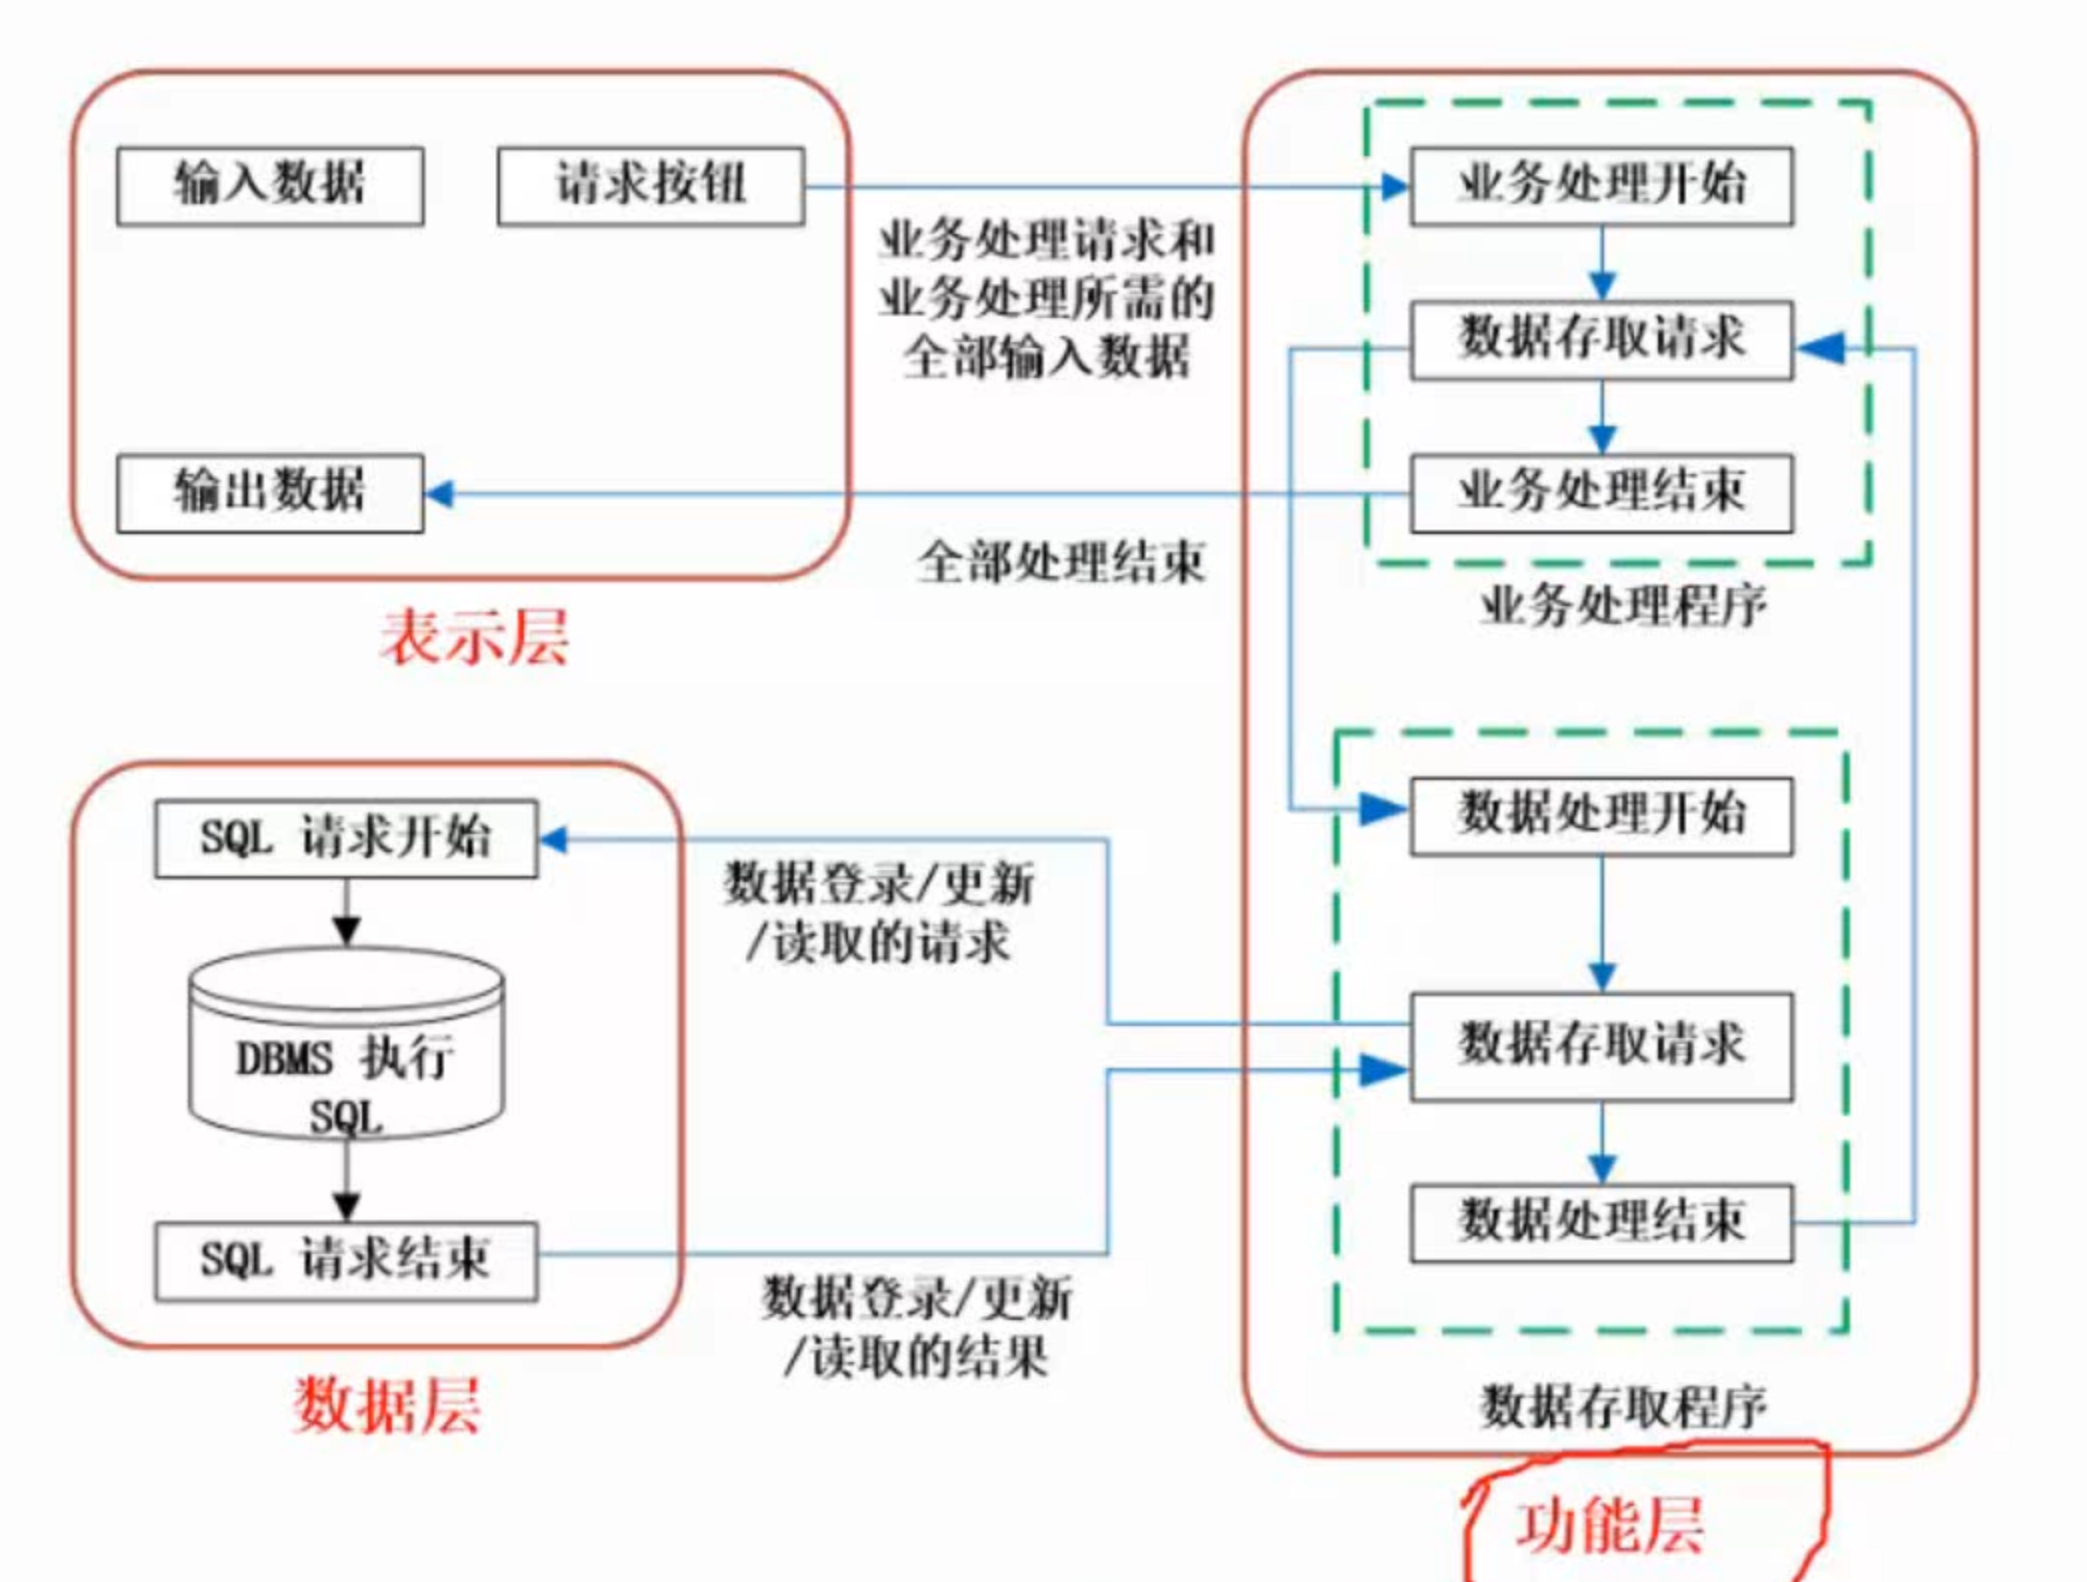 输入数据
请求按钮
业务处理请求和
业务处理所需的
全部输入数据
输出数据
全部处理结束
表示层
业务处理开始
数据存取请求
业务处理结束
业务处理程序
SQL 请求开始
DBMS 执行
SQL
SQL 请求结束
数据登录/更新
/读取的请求
数据登录/更新
/读取的结果
数据层
数据处理开始
数据存取请求
数据处理结束
数据存取程序
功能层